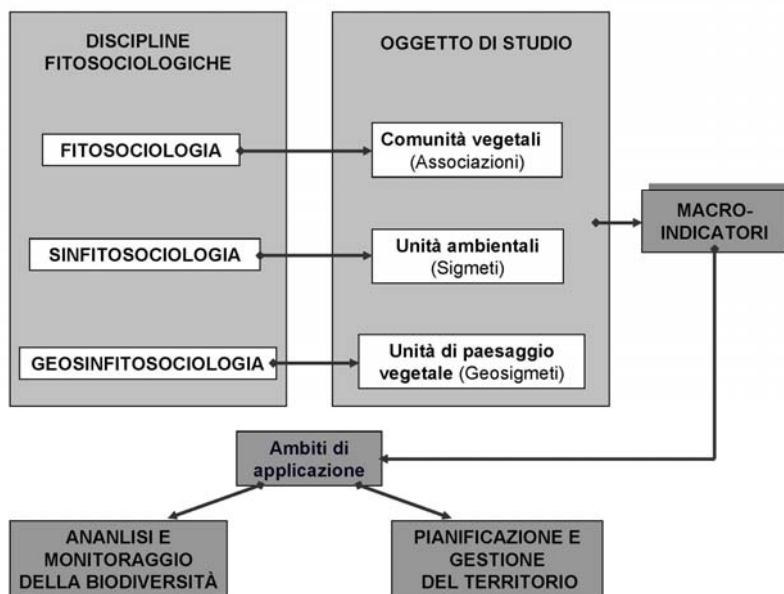 DISCIPLINE
FITOSOCIOLOGICHE
OGGETTO DI STUDIO
FITOSOCIOLOGIA
Comunità vegetali
(Associazioni)
MACRO-
INDICATORI
SINFITOSOCIOLOGIA
Unità ambientali
(Sigmeti)
GEOSINFITOSOCIOLOGIA
Unità di paesaggio
vegetale (Geosigmeti)
Ambiti di
applicazione
ANANLISI E
MONITORAGGIO
DELLA BIODIVERSITÀ
PIANIFICAZIONE E
GESTIONE
DEL TERRITORIO